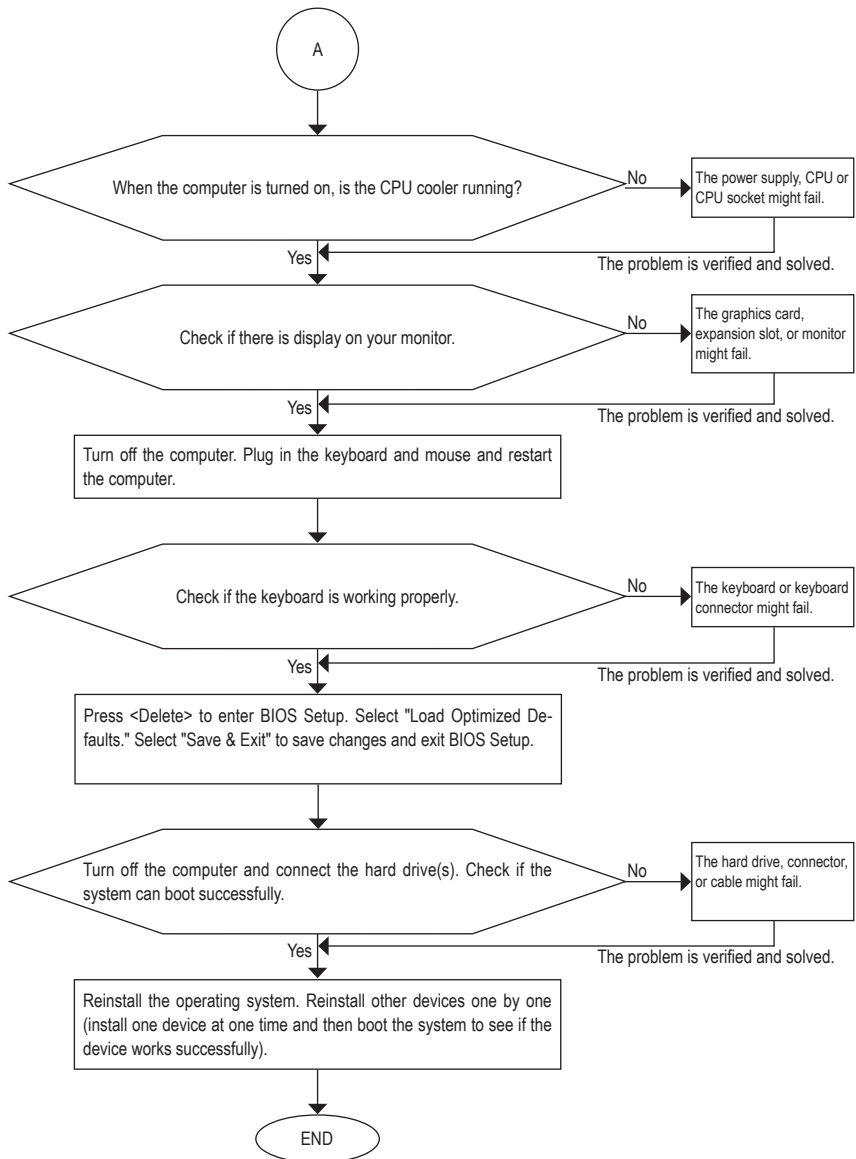 A
When the computer is turned on, is the CPU cooler running?
No
The power supply, CPU or
CPU socket might fail.
Yes
The problem is verified and solved.
Check if there is display on your monitor.
No
The graphics card,
expansion slot, or monitor
might fail.
Yes
The problem is verified and solved.
Turn off the computer. Plug in the keyboard and mouse and restart
the computer.
Check if the keyboard is working properly.
No
The keyboard or keyboard
connector might fail.
Yes
The problem is verified and solved.
Press <Delete> to enter BIOS Setup. Select "Load Optimized De-
faults." Select "Save & Exit" to save changes and exit BIOS Setup.
Turn off the computer and connect the hard drive(s). Check if the
system can boot successfully.
No
The hard drive, connector,
or cable might fail.
Yes
The problem is verified and solved.
Reinstall the operating system. Reinstall other devices one by one
(install one device at one time and then boot the system to see if the
device works successfully).
END